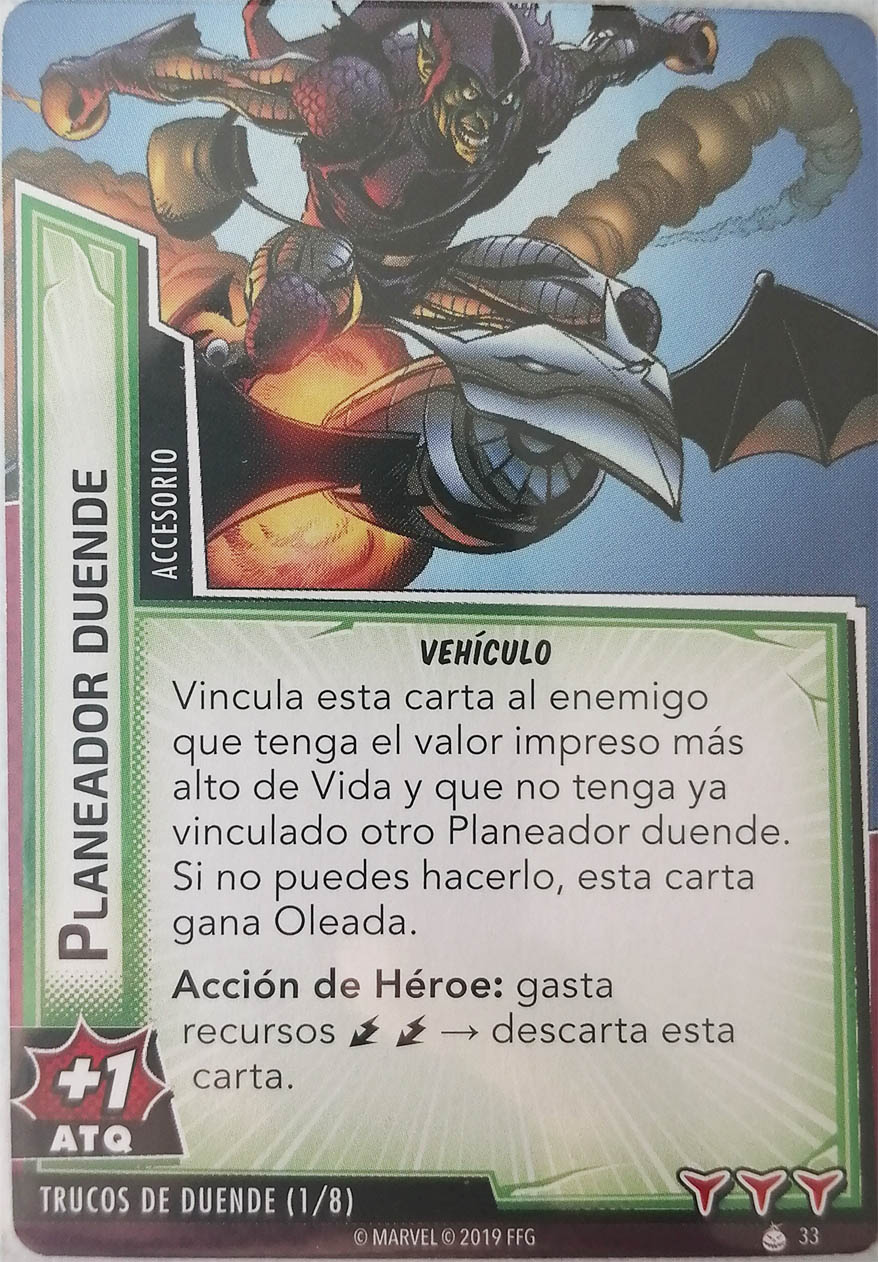 PLANEADOR DUENDE
ACCESORIO
VEHÍCULO
Vincula esta carta al enemigo
que tenga el valor impreso más
alto de Vida y que no tenga ya
vinculado otro Planeador duende.
Si no puedes hacerlo, esta carta
gana Oleada.
Acción de Héroe: gasta
recursos → descarta esta
carta.
+1
ATQ
TRUCOS DE DUENDE (1/8)
© MARVEL © 2019 FFG
33